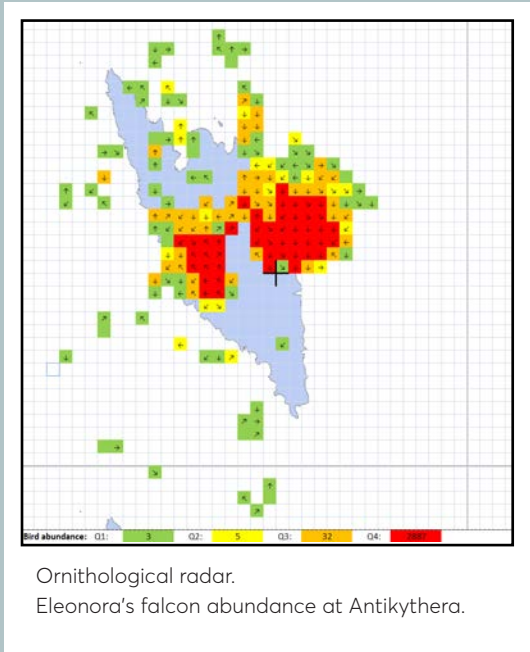 Bird abundance: Q1: 3 Q2: 5 Q3: 32 Q4:
Ornithological radar.
Eleonora's falcon abundance at Antikythera.